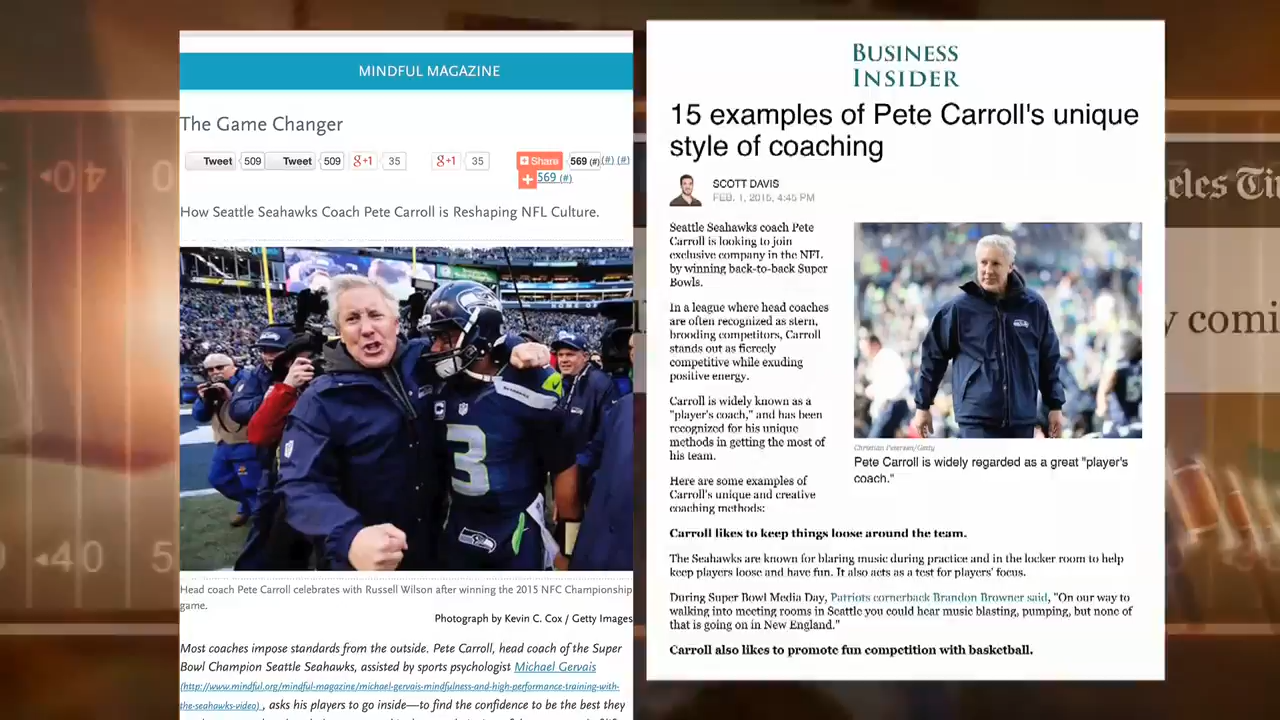 MINDFUL MAGAZINE
The Game Changer
Tweet 509 Tweet 509 g+1 35 g+1 35 Share 569 (#)(#) (#)
569 (#)
How Seattle Seahawks Coach Pete Carroll is Reshaping NFL Culture.
3
Head coach Pete Carroll celebrates with Russell Wilson after winning the 2015 NFC Championship
game.
Photograph by Kevin C. Cox / Getty Images
Most coaches impose standards from the outside. Pete Carroll, head coach of the Super
Bowl Champion Seattle Seahawks, assisted by sports psychologist Michael Gervais
(http://www.mindful.org/mindful-magazine/michael-gervais-mindfulness-and-high-performance-training-with-
the-seahawks-video) , asks his players to go inside—to find the confidence to be the best they
BUSINESS
INSIDER
15 examples of Pete Carroll's unique
style of coaching
SCOTT DAVIS
FEB. 1, 2015, 4:45 PM
Seattle Seahawks coach Pete
Carroll is looking to join
exclusive company in the NFL
by winning back-to-back Super
Bowls.
In a league where head coaches
are often recognized as stern,
brooding competitors, Carroll
stands out as fiercely
competitive while exuding
positive energy.
Carroll is widely known as a
"player's coach," and has been
recognized for his unique
methods in getting the most of
his team.
Here are some examples of
Carroll's unique and creative
coaching methods:
Christian Petersen/Getty
Pete Carroll is widely regarded as a great "player's
coach."
Carroll likes to keep things loose around the team.
The Seahawks are known for blaring music during practice and in the locker room to help
keep players loose and have fun. It also acts as a test for players' focus.
During Super Bowl Media Day, Patriots cornerback Brandon Browner said, "On our way to
walking into meeting rooms in Seattle you could hear music blasting, pumping, but none of
that is going on in New England."
Carroll also likes to promote fun competition with basketball.
40 5
eles Ti
y comi